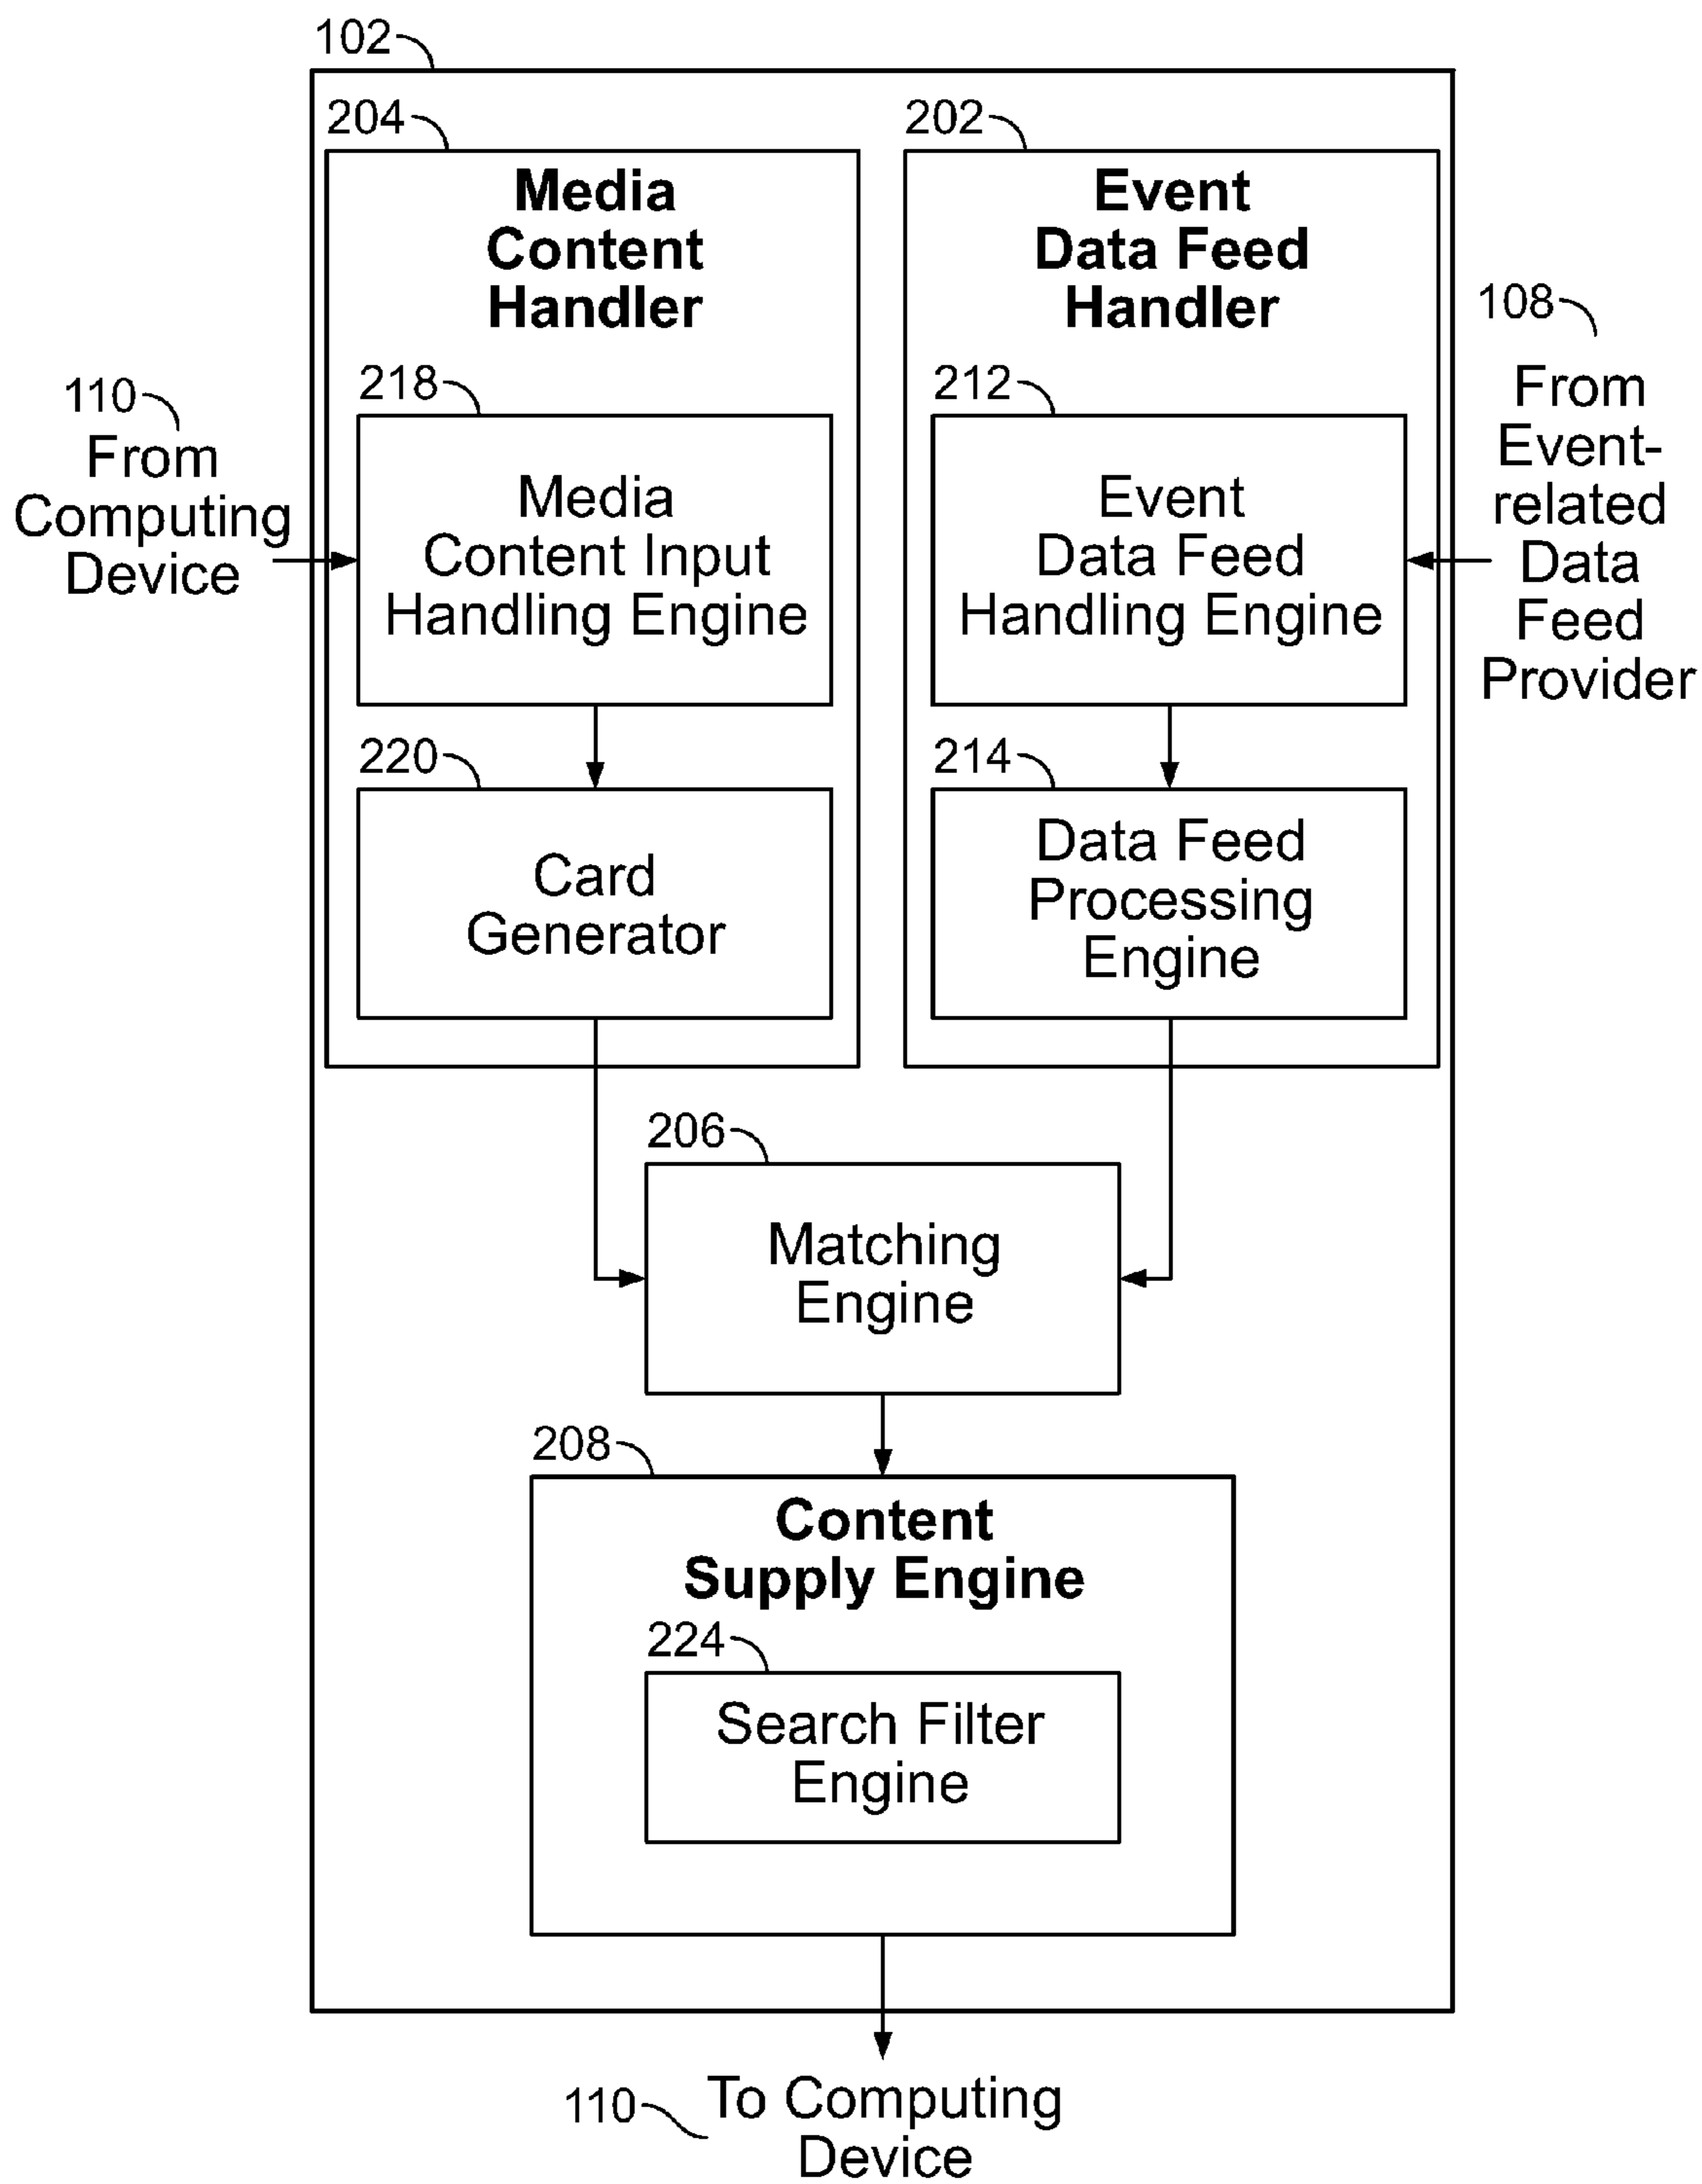 102
204
Media
Content
Handler
202
Event
Data Feed
Handler
108
From
Event-
related
Data
Feed
Provider
110
From
Computing
Device
218
Media
Content Input
Handling Engine
212
Event
Data Feed
Handling Engine
220
Card
Generator
214
Data Feed
Processing
Engine
206
Matching
Engine
208
Content
Supply Engine
224
Search Filter
Engine
110
To Computing
Device